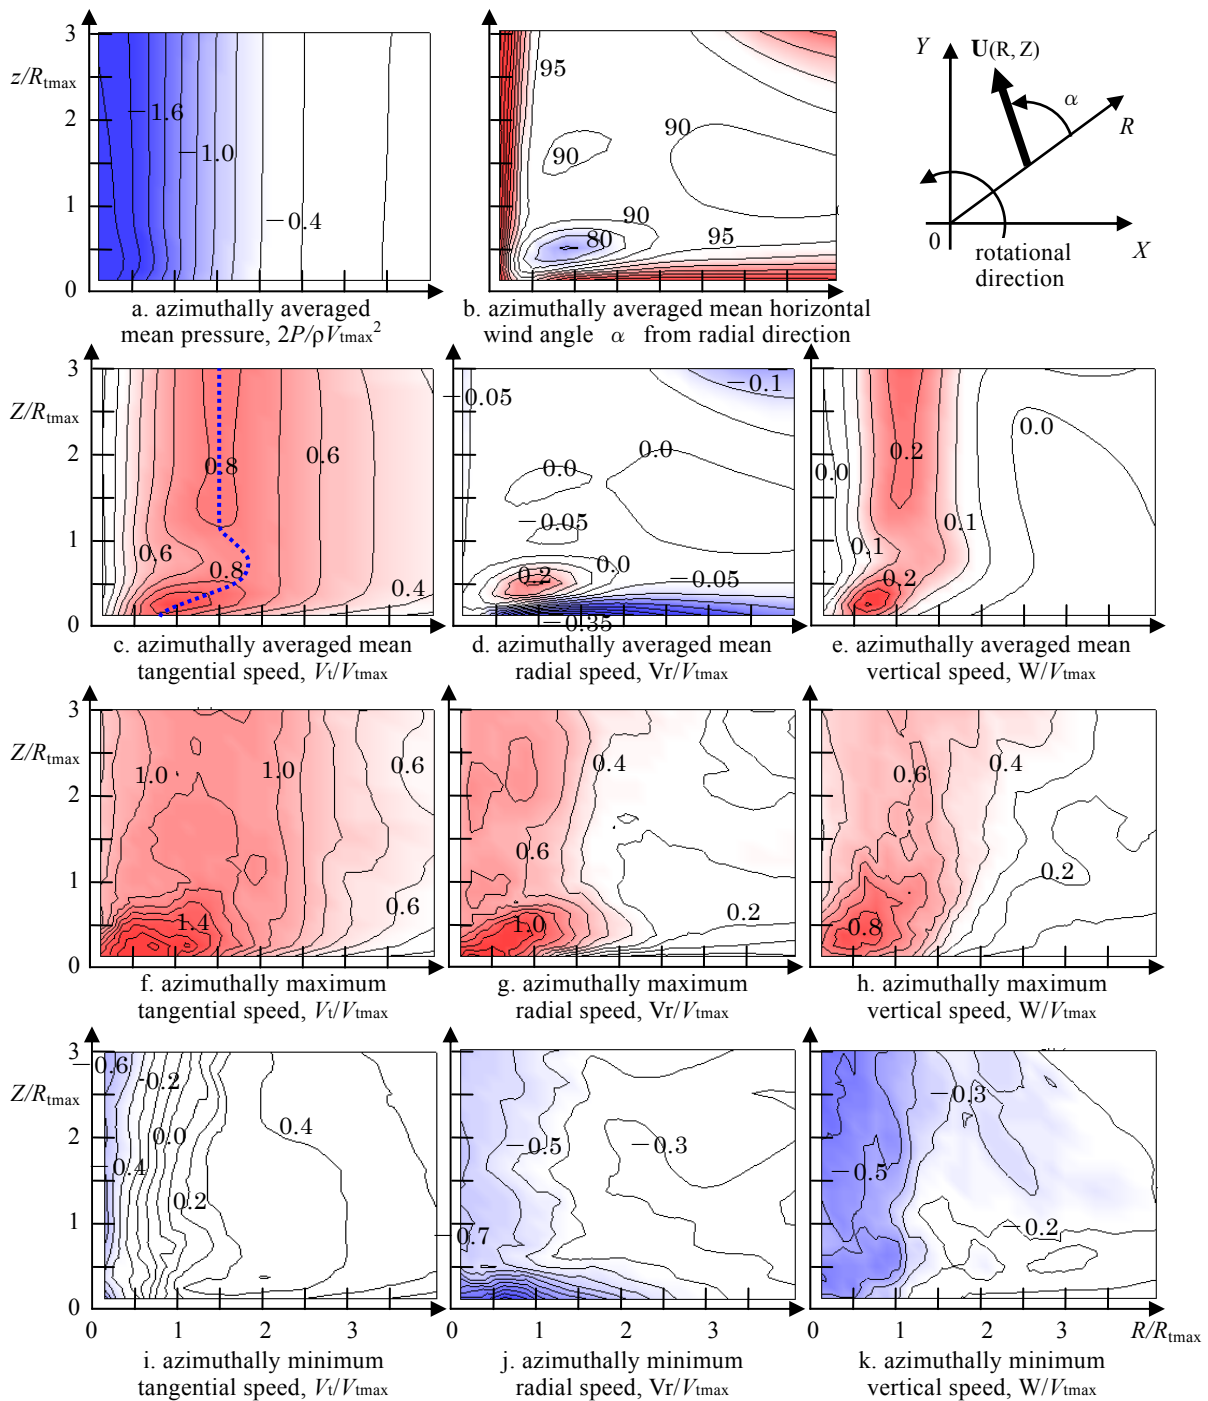 3
z/Rtmax
2
1
0
−1.6
−1.0
−0.4
a. azimuthally averaged
mean pressure, 2P/ρVtmax²
95
90
90
90
80
95
b. azimuthally averaged mean horizontal
wind angle α from radial direction
Y
U(R, Z)
α
R
0
X
rotational
direction
3
Z/Rtmax
2
1
0
0.8
0.6
0.6
0.8
0.4
c. azimuthally averaged mean
tangential speed, Vt/Vtmax
−0.1
−0.05
0.0
0.0
−0.05
0.0
0.2
−0.05
−0.35
d. azimuthally averaged mean
radial speed, Vr/Vtmax
0.0
0.2
0.0
0.1
0.1
0.2
e. azimuthally averaged mean
vertical speed, W/Vtmax
3
Z/Rtmax
2
1
0
1.0
1.0
0.6
0.6
1.4
f. azimuthally maximum
tangential speed, Vt/Vtmax
0.4
0.6
0.2
1.0
g. azimuthally maximum
radial speed, Vr/Vtmax
0.6
0.4
0.2
0.8
h. azimuthally maximum
vertical speed, W/Vtmax
3
Z/Rtmax
2
1
0
−0.6
-0.2
0.0
0.4
−0.4
0.2
0
1
2
3
i. azimuthally minimum
tangential speed, Vt/Vtmax
−0.5
−0.3
−0.7
0
1
2
3
j. azimuthally minimum
radial speed, Vr/Vtmax
−0.3
−0.5
−0.2
0
1
2
3
R/Rtmax
k. azimuthally minimum
vertical speed, W/Vtmax